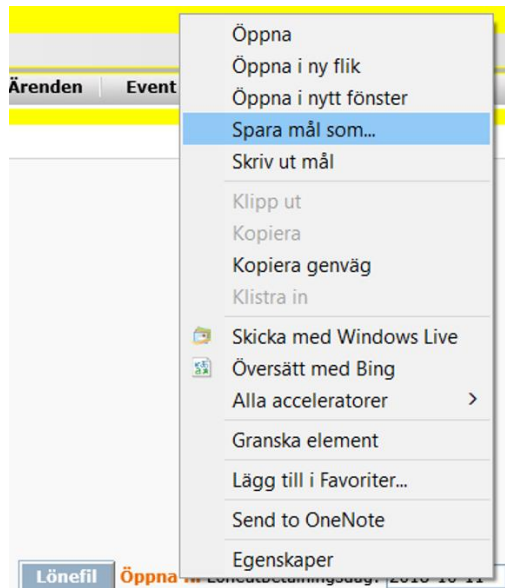 Ärenden Event
Öppna
Öppna i ny flik
Öppna i nytt fönster
Spara mål som...
Skriv ut mål
Klipp ut
Kopiera
Kopiera genväg
Klistra in
Skicka med Windows Live
Översätt med Bing
Alla acceleratorer
Granska element
Lägg till i Favoriter...
Send to OneNote
Egenskaper
Lönefil Öppna